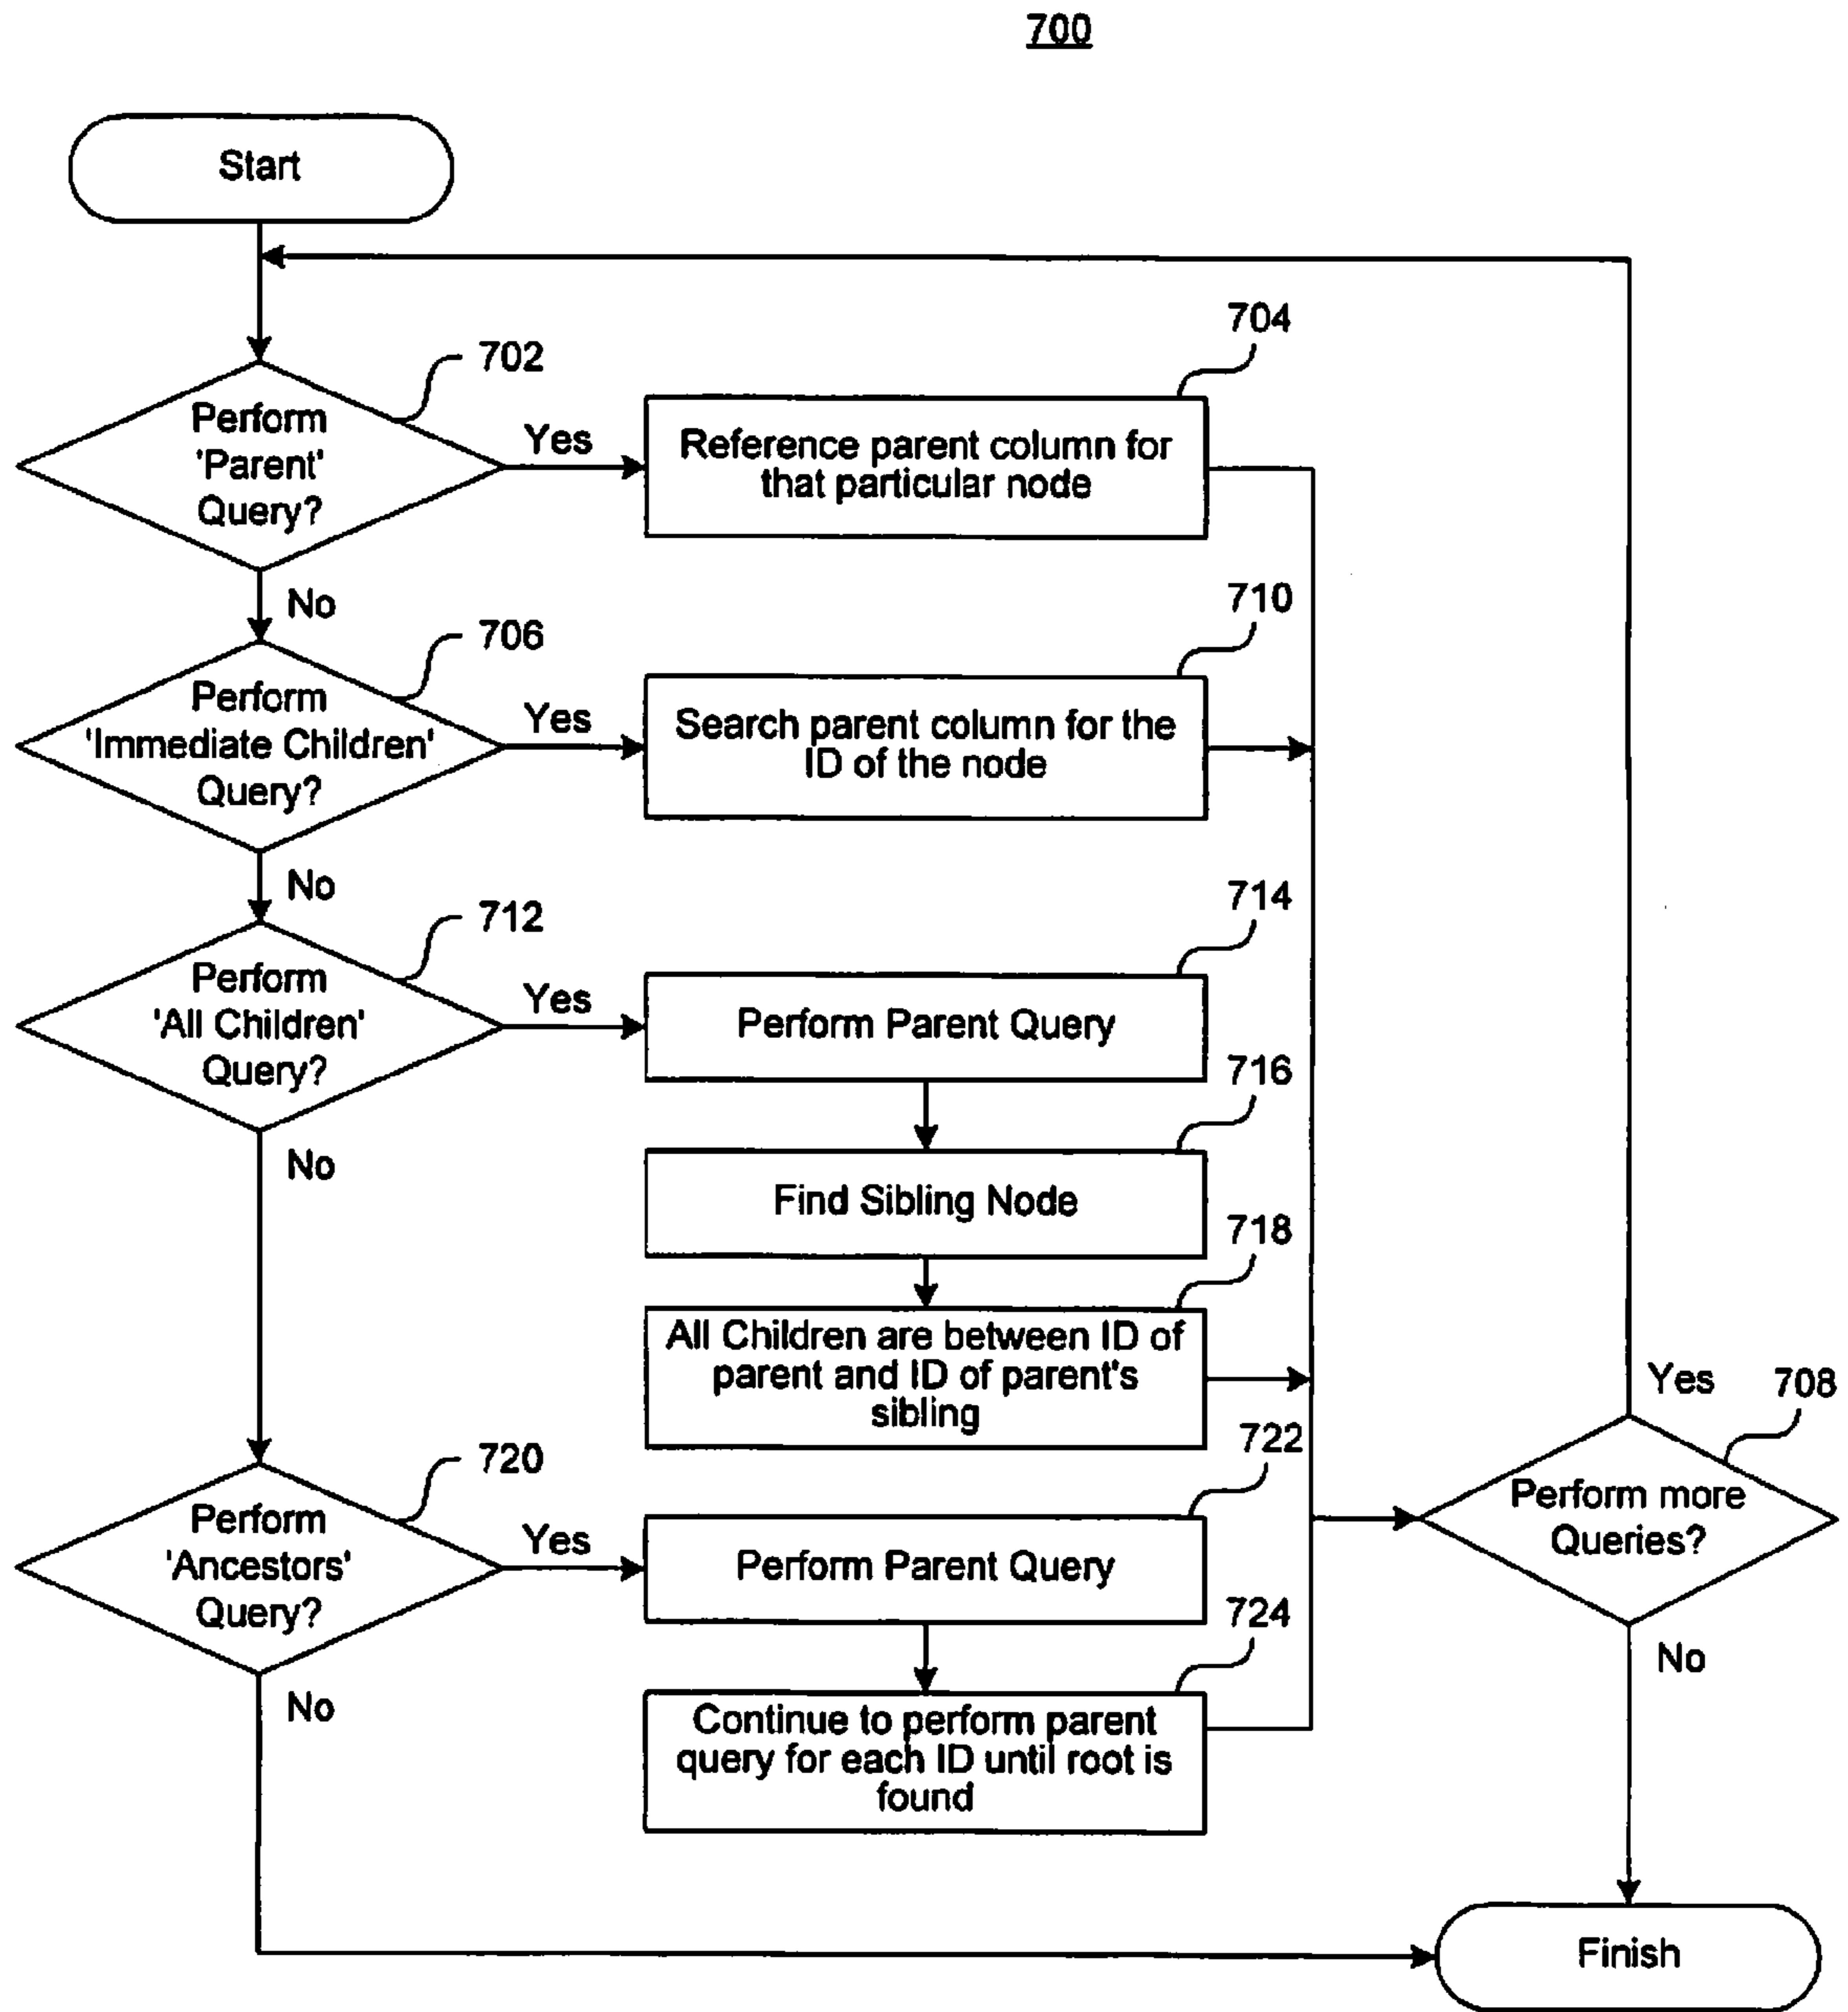 700
Start
702
Perform
'Parent'
Query?
Yes
704
Reference parent column for
that particular node
No
706
Perform
'Immediate Children'
Query?
Yes
710
Search parent column for the
ID of the node
No
712
Perform
'All Children'
Query?
Yes
714
Perform Parent Query
716
Find Sibling Node
718
All Children are between ID of
parent and ID of parent's
sibling
No
720
Perform
'Ancestors'
Query?
Yes
722
Perform Parent Query
724
Continue to perform parent
query for each ID until root is
found
No
Yes
708
Perform more
Queries?
No
Finish